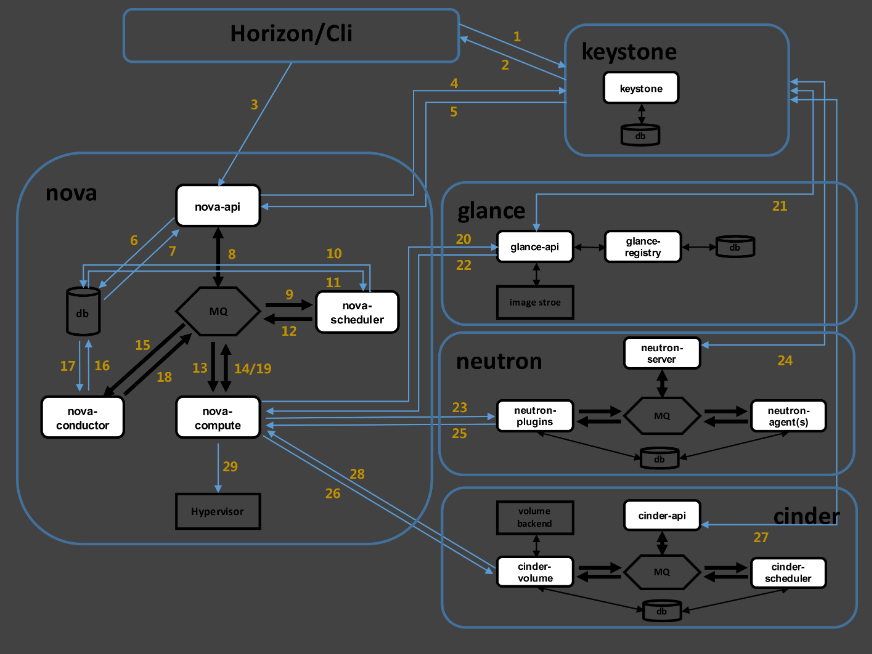 Horizon/Cli
1
2
3
4
5
keystone
keystone
db
nova
nova-api
6
7
8
10
11
9
12
db
MQ
nova-
scheduler
15
18
13
14/19
17
16
nova-
conductor
nova-
compute
29
Hypervisor
20
22
23
25
28
26
glance
21
glance-api
glance-
registry
db
image stroe
neutron
neutron-
server
24
neutron-
plugins
MQ
neutron-
agent(s)
db
volume
backend
cinder-api
cinder
27
cinder-
volume
MQ
cinder-
scheduler
db